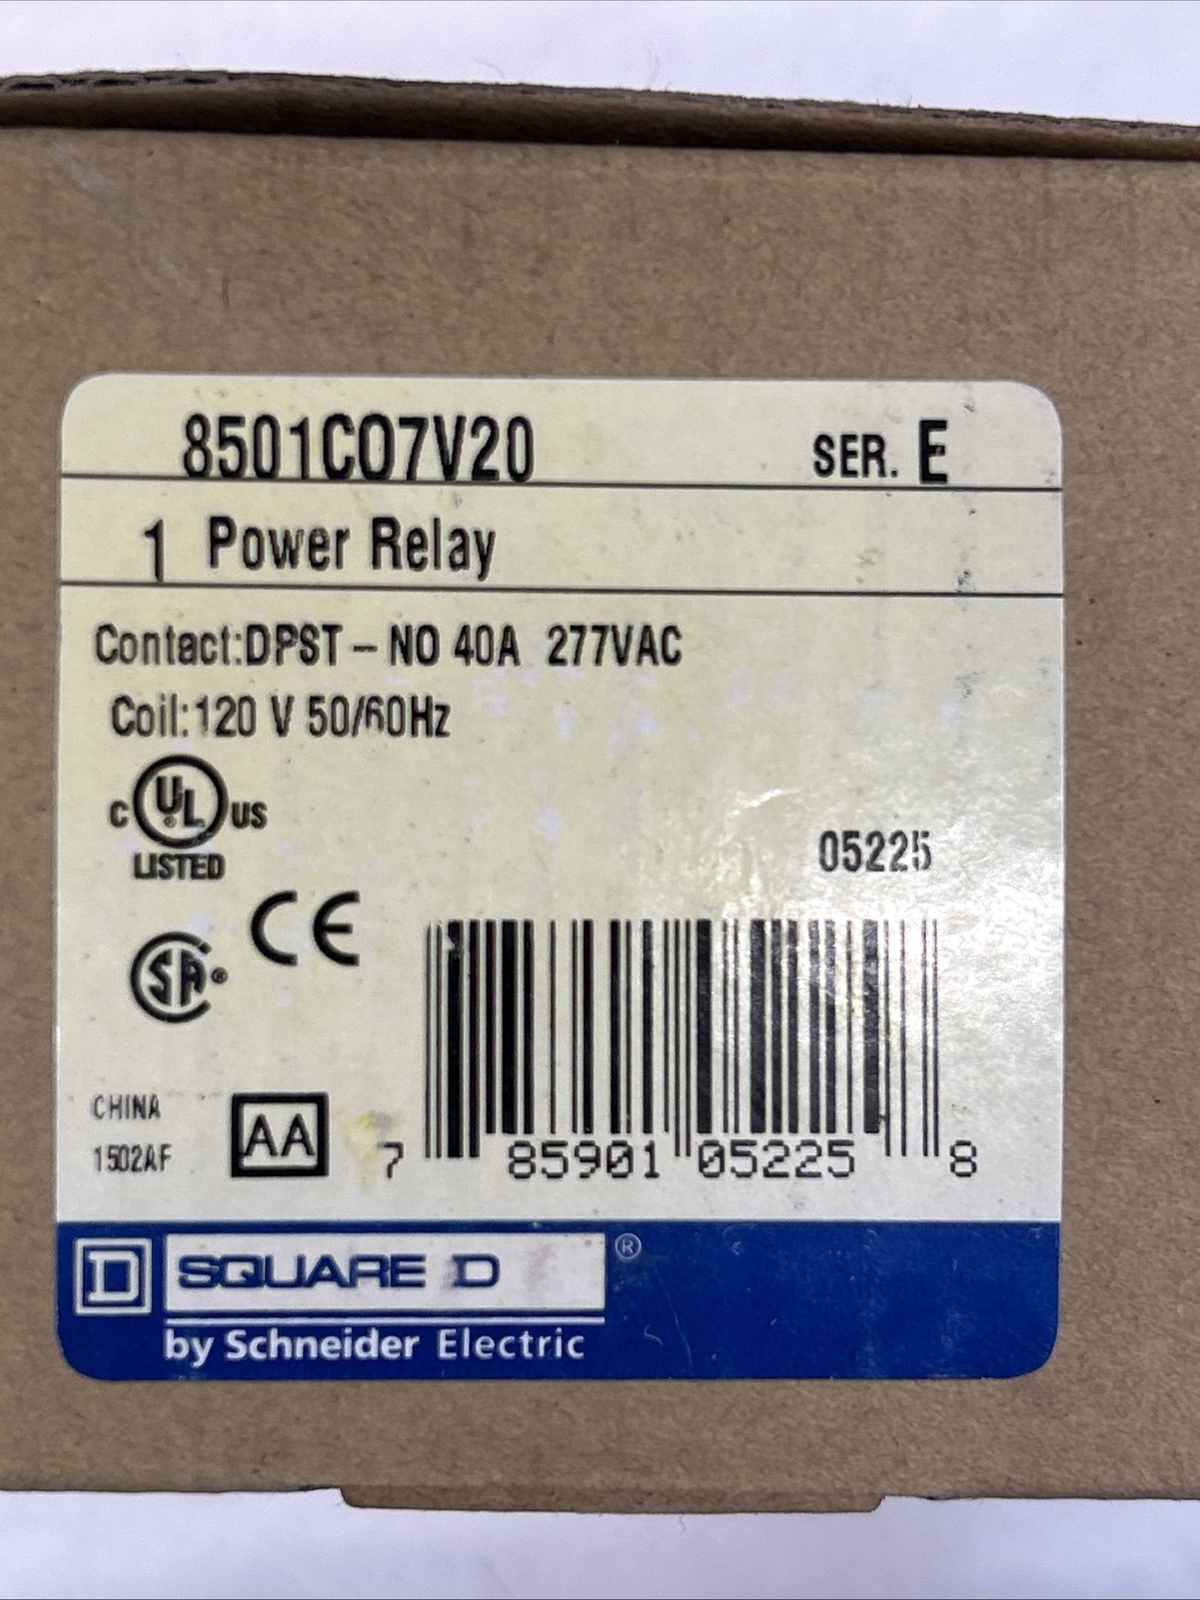 8501CO7V20 SER. E
1 Power Relay
Contact:DPST - NO 40A 277VAC
Coil:120 V 50/60Hz
C UL ® US
LISTED
05225
CE
SA ®
CHINA
1502AF
AA
7 85901 05225 8
D SQUARE D ®
by Schneider Electric